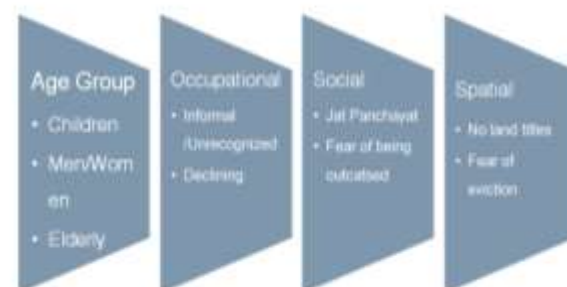 Age Group
• Children
• Men/Wom
en
• Elderly
Occupational
• Informal
/Unrecognized
• Declining
Social
• Jat Panchayat
• Fear of being
outcatsed
Spatial
• No land titles
• Fear of
eviction